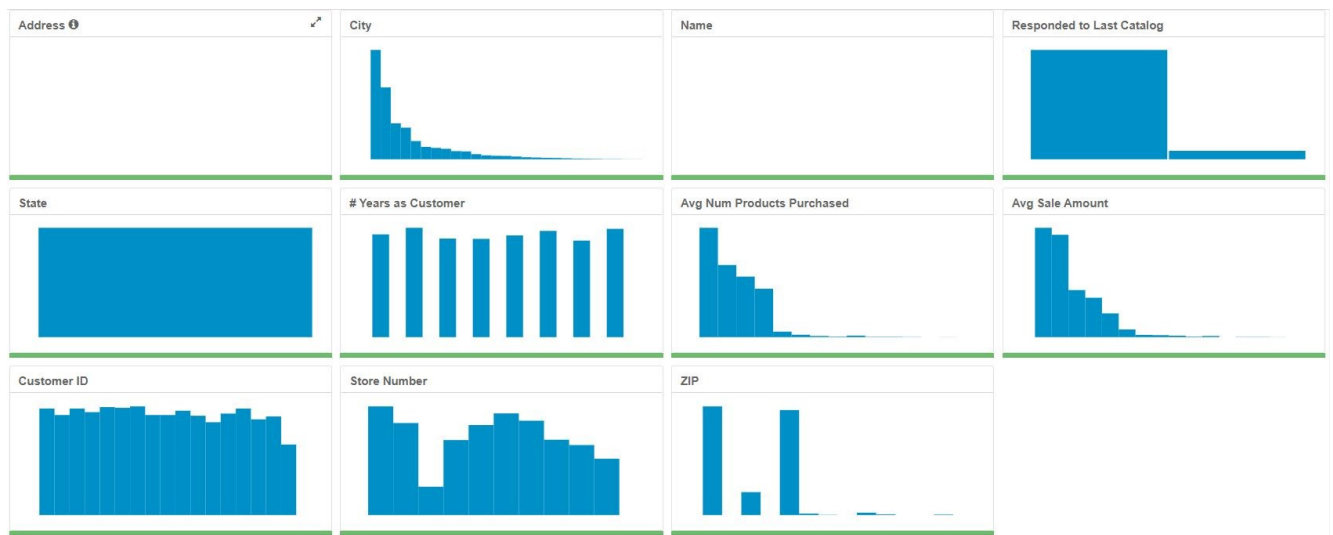 Address
City
Name
Responded to Last Catalog
State
# Years as Customer
Avg Num Products Purchased
Avg Sale Amount
Customer ID
Store Number
ZIP